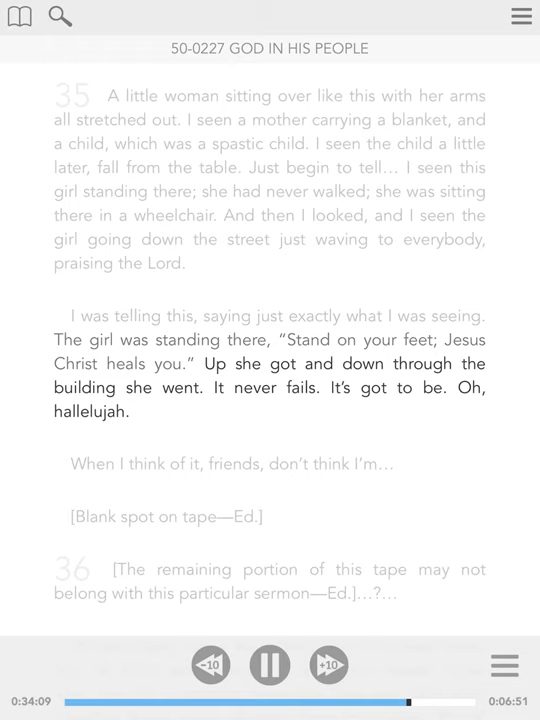 50-0227 GOD IN HIS PEOPLE
35 A little woman sitting over like this with her arms
all stretched out. I seen a mother carrying a blanket, and
a child, which was a spastic child. I seen the child a little
later, fall from the table. Just begin to tell… I seen this
girl standing there; she had never walked; she was sitting
there in a wheelchair. And then I looked, and I seen the
girl going down the street just waving to everybody,
praising the Lord.
I was telling this, saying just exactly what I was seeing.
The girl was standing there, “Stand on your feet; Jesus
Christ heals you.” Up she got and down through the
building she went. It never fails. It’s got to be. Oh,
hallelujah.
When I think of it, friends, don’t think I’m…
[Blank spot on tape—Ed.]
36 [The remaining portion of this tape may not
belong with this particular sermon—Ed.]…?…
-10 +10
0:34:09 0:06:51